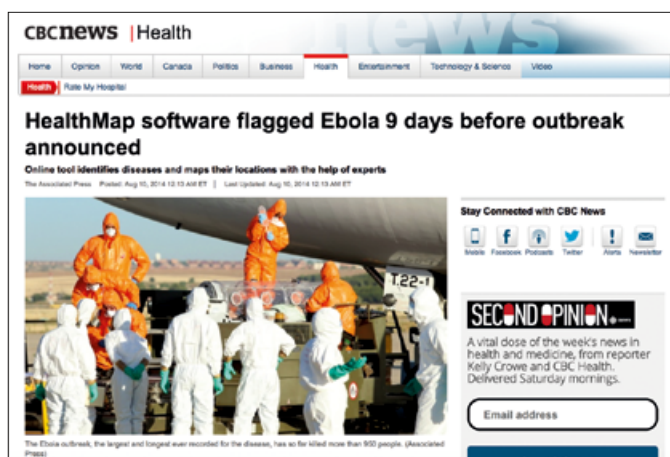 CBCnews | Health
Home Opinion World Canada Politics Business Health Entertainment Technology & Science Video
Health Rate My Hospital
HealthMap software flagged Ebola 9 days before outbreak
announced
Online tool identifies diseases and maps their locations with the help of experts
The Associated Press Posted: Aug 10, 2014 12:13 AM ET | Last Updated: Aug 10, 2014 12:13 AM ET
T.22-1
The Ebola outbreak, the largest and longest ever recorded for the disease, has so far killed more than 900 people. (Associated
Press)
Stay Connected with CBC News
Mobile Facebook Podcasts Twitter Alerts Newsletter
SECOND OPINION
A vital dose of the week's news in
health and medicine, from reporter
Kelly Crowe and CBC Health.
Delivered Saturday mornings.
Email address